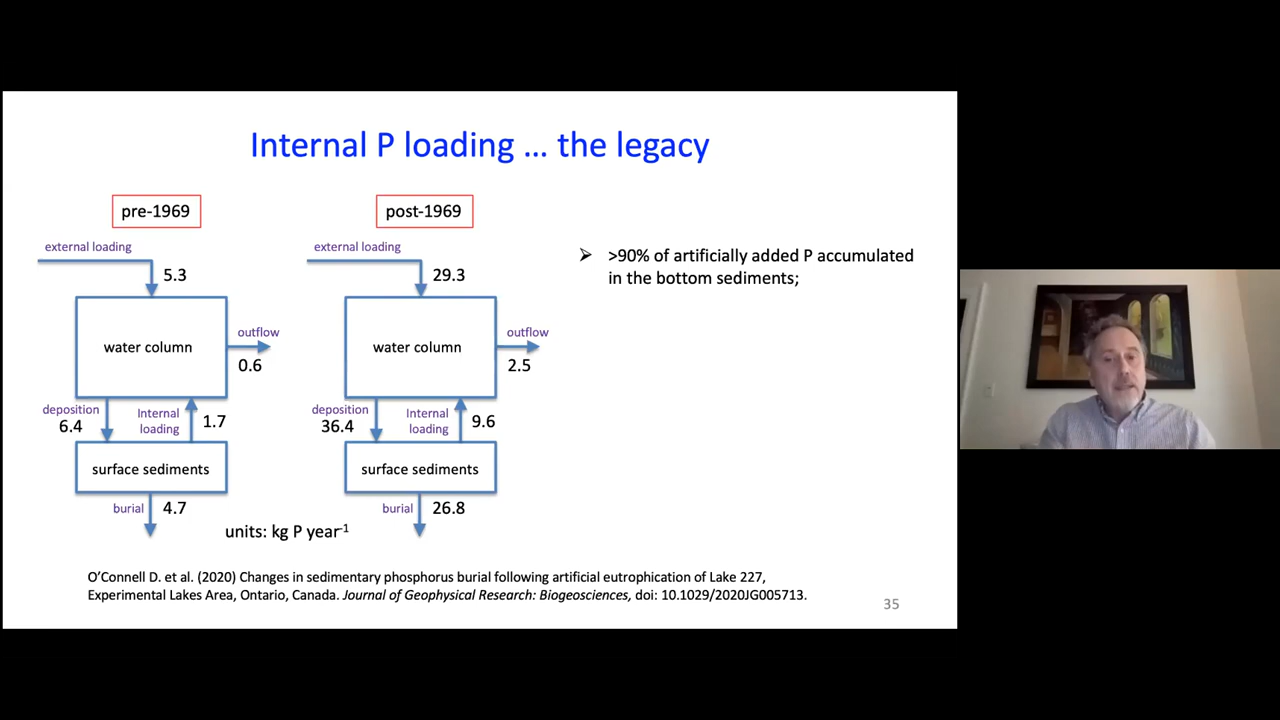 Internal P loading ... the legacy
pre-1969
external loading
5.3
water column
outflow
0.6
deposition
6.4
Internal
loading
1.7
surface sediments
burial
4.7
post-1969
external loading
29.3
water column
outflow
2.5
deposition
36.4
Internal
loading
9.6
surface sediments
burial
26.8
units: kg P year-1
➢ >90% of artificially added P accumulated
in the bottom sediments;
O'Connell D. et al. (2020) Changes in sedimentary phosphorus burial following artificial eutrophication of Lake 227,
Experimental Lakes Area, Ontario, Canada. Journal of Geophysical Research: Biogeosciences, doi: 10.1029/2020JG005713.
35